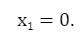 x₁ = 0.